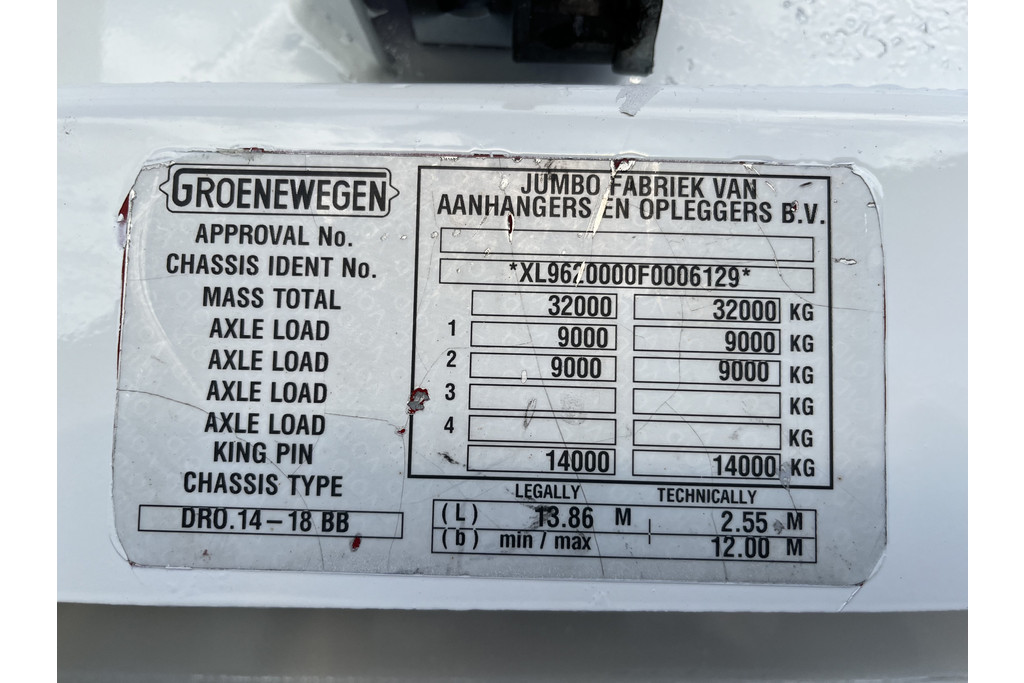 GROENEWEGEN
JUMBO FABRIEK VAN
AANHANGERS EN OPLEGGERS B.V.
APPROVAL No.
CHASSIS IDENT No. *XL9620000F0006129*
MASS TOTAL 32000 32000 KG
AXLE LOAD 1 9000 9000 KG
AXLE LOAD 2 9000 9000 KG
AXLE LOAD 3 KG
AXLE LOAD 4 KG
KING PIN 14000 14000 KG
CHASSIS TYPE LEGALLY TECHNICALLY
DRO.14-18 BB (L) 13.86 M 2.55 M
(b) min / max 12.00 M